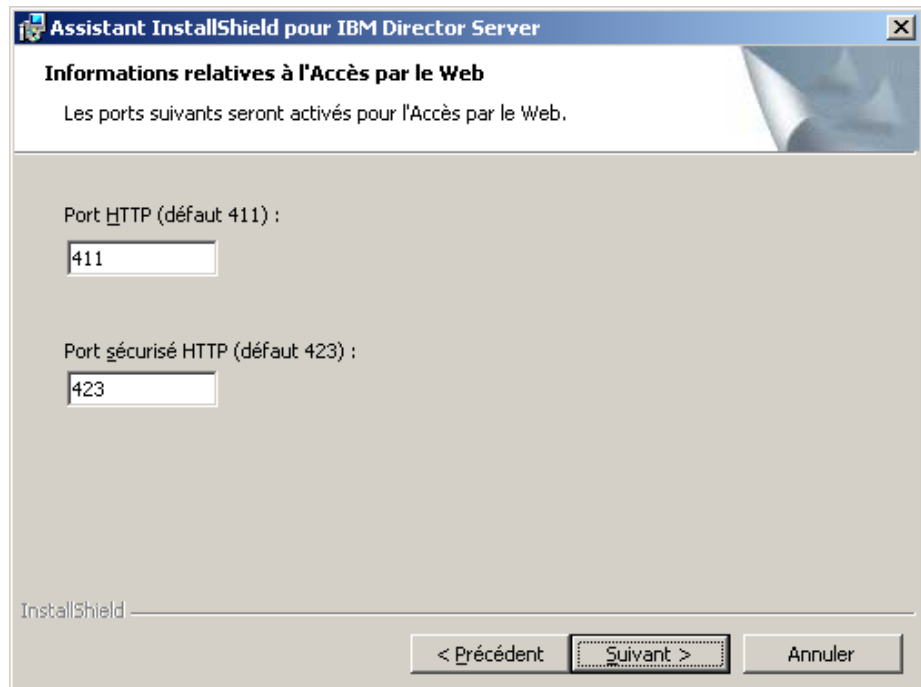 Assistant InstallShield pour IBM Director Server
Informations relatives à l'Accès par le Web
Les ports suivants seront activés pour l'Accès par le Web.
Port HTTP (défaut 411) :
411
Port sécurisé HTTP (défaut 423) :
423
InstallShield
< Précédent
Suivant >
Annuler